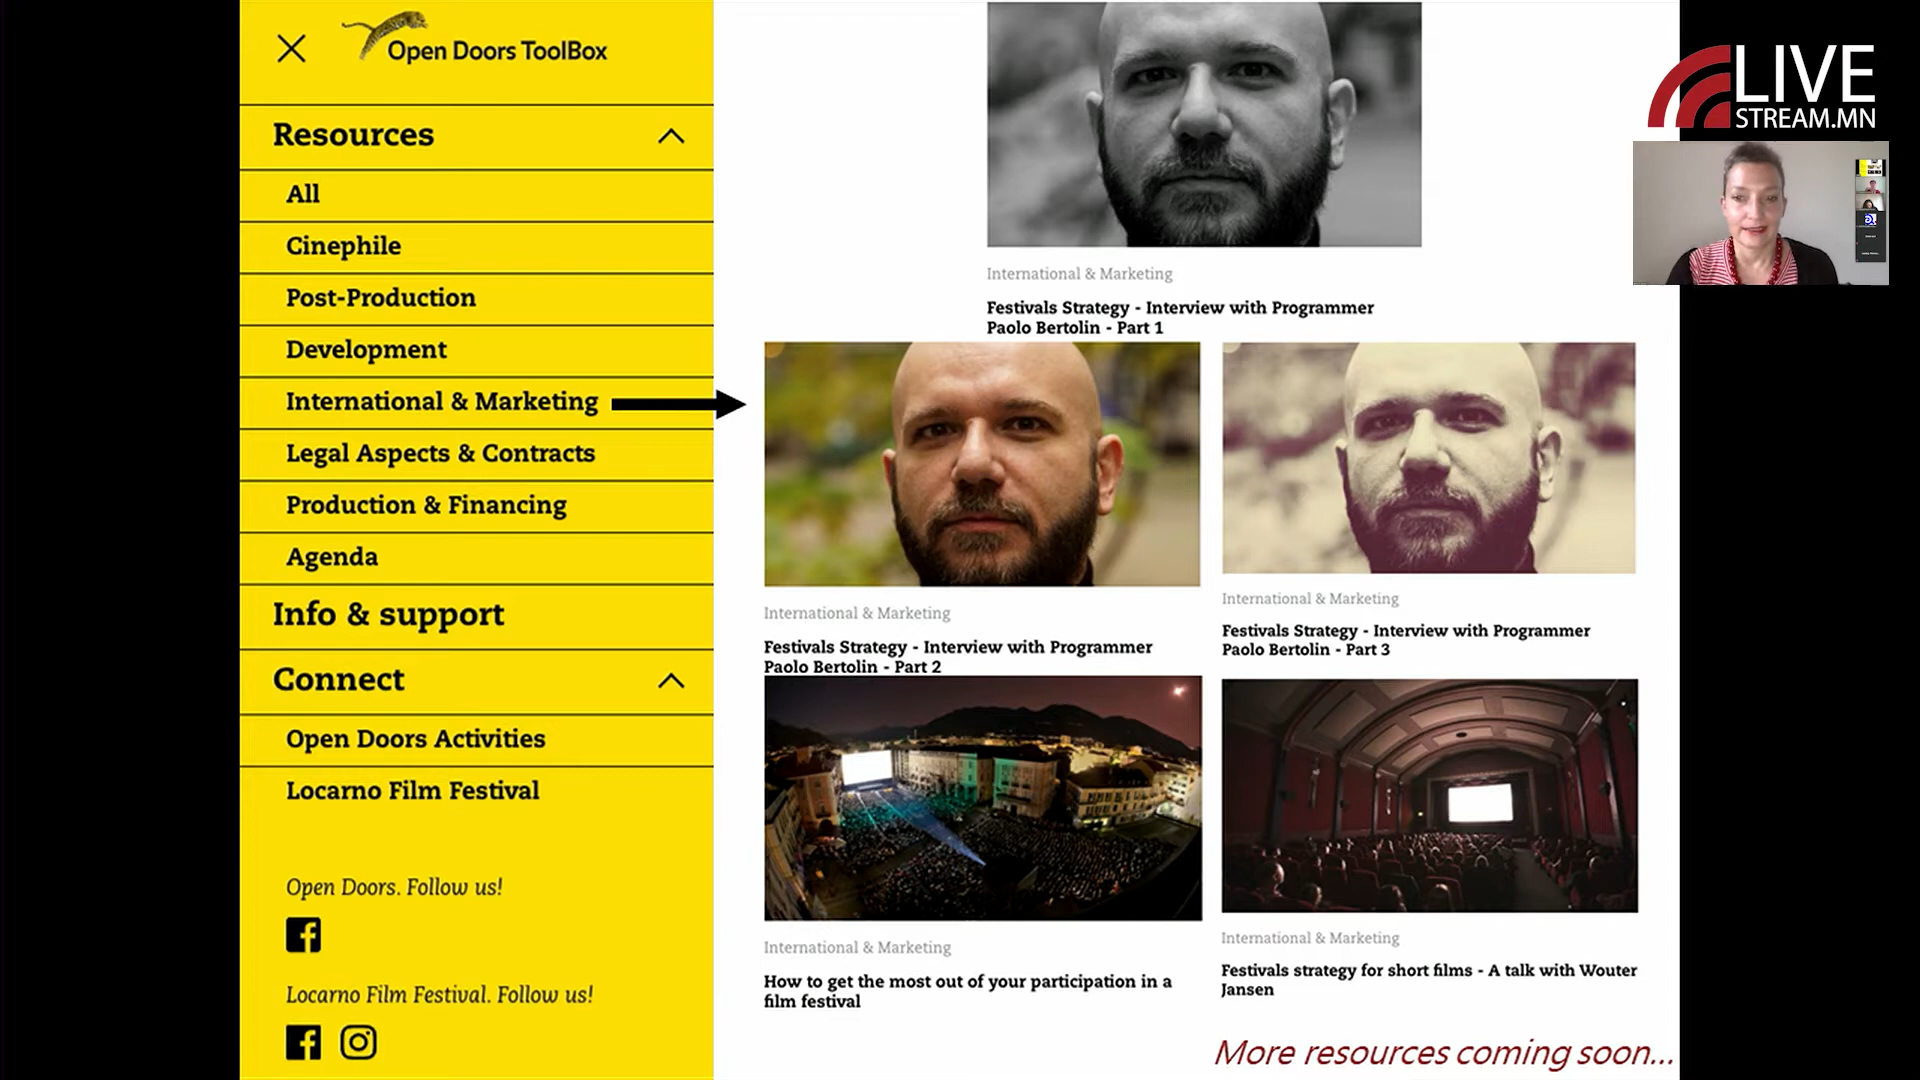 Open Doors ToolBox
Resources
All
Cinephile
Post-Production
Development
International & Marketing
Legal Aspects & Contracts
Production & Financing
Agenda
Info & support
Connect
Open Doors Activities
Locarno Film Festival
Open Doors. Follow us!
Locarno Film Festival. Follow us!
International & Marketing
Festivals Strategy - Interview with Programmer
Paolo Bertolin - Part 1
International & Marketing
Festivals Strategy - Interview with Programmer
Paolo Bertolin - Part 2
International & Marketing
Festivals Strategy - Interview with Programmer
Paolo Bertolin - Part 3
International & Marketing
How to get the most out of your participation in a
film festival
International & Marketing
Festivals strategy for short films - A talk with Wouter
Jansen
More resources coming soon...
LIVE
STREAM.MN